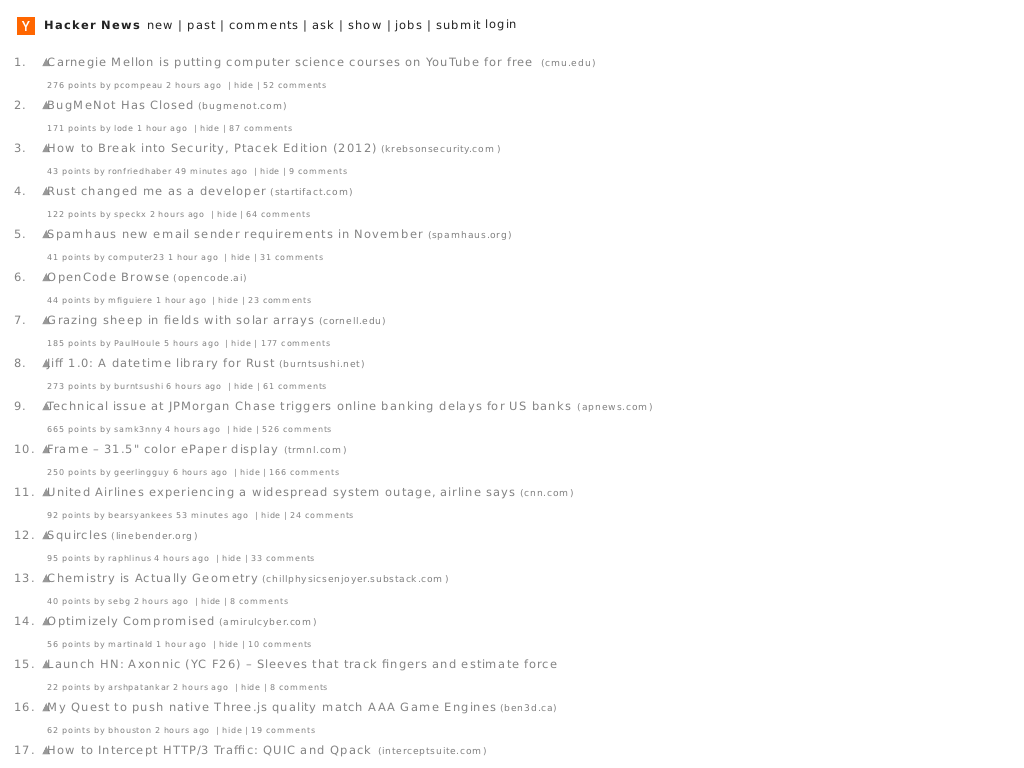 Y Hacker News new | past | comments | ask | show | jobs | submit login
1. ▲Carnegie Mellon is putting computer science courses on YouTube for free (cmu.edu)
276 points by pcompeau 2 hours ago | hide | 52 comments
2. ▲BugMeNot Has Closed (bugmenot.com)
171 points by lode 1 hour ago | hide | 87 comments
3. ▲How to Break into Security, Ptacek Edition (2012) (krebsonsecurity.com)
43 points by ronfriedhaber 49 minutes ago | hide | 9 comments
4. ▲Rust changed me as a developer (startifact.com)
122 points by speckx 2 hours ago | hide | 64 comments
5. ▲Spamhaus new email sender requirements in November (spamhaus.org)
41 points by computer23 1 hour ago | hide | 31 comments
6. ▲OpenCode Browse (opencode.ai)
44 points by mfiguiere 1 hour ago | hide | 23 comments
7. ▲Grazing sheep in fields with solar arrays (cornell.edu)
185 points by PaulHoule 5 hours ago | hide | 177 comments
8. ▲Jiff 1.0: A datetime library for Rust (burntsushi.net)
273 points by burntsushi 6 hours ago | hide | 61 comments
9. ▲Technical issue at JPMorgan Chase triggers online banking delays for US banks (apnews.com)
665 points by samk3nny 4 hours ago | hide | 526 comments
10. ▲Frame – 31.5" color ePaper display (trmnl.com)
250 points by geerlingguy 6 hours ago | hide | 166 comments
11. ▲United Airlines experiencing a widespread system outage, airline says (cnn.com)
92 points by bearsyankees 53 minutes ago | hide | 24 comments
12. ▲Squircles (linebender.org)
95 points by raphlinus 4 hours ago | hide | 33 comments
13. ▲Chemistry is Actually Geometry (chillphysicsenjoyer.substack.com)
40 points by sebg 2 hours ago | hide | 8 comments
14. ▲Optimizely Compromised (amirulcyber.com)
56 points by martinald 1 hour ago | hide | 10 comments
15. ▲Launch HN: Axonnic (YC F26) – Sleeves that track fingers and estimate force
22 points by arshpatankar 2 hours ago | hide | 8 comments
16. ▲My Quest to push native Three.js quality match AAA Game Engines (ben3d.ca)
62 points by bhouston 2 hours ago | hide | 19 comments
17. ▲How to Intercept HTTP/3 Traffic: QUIC and Qpack (interceptsuite.com)